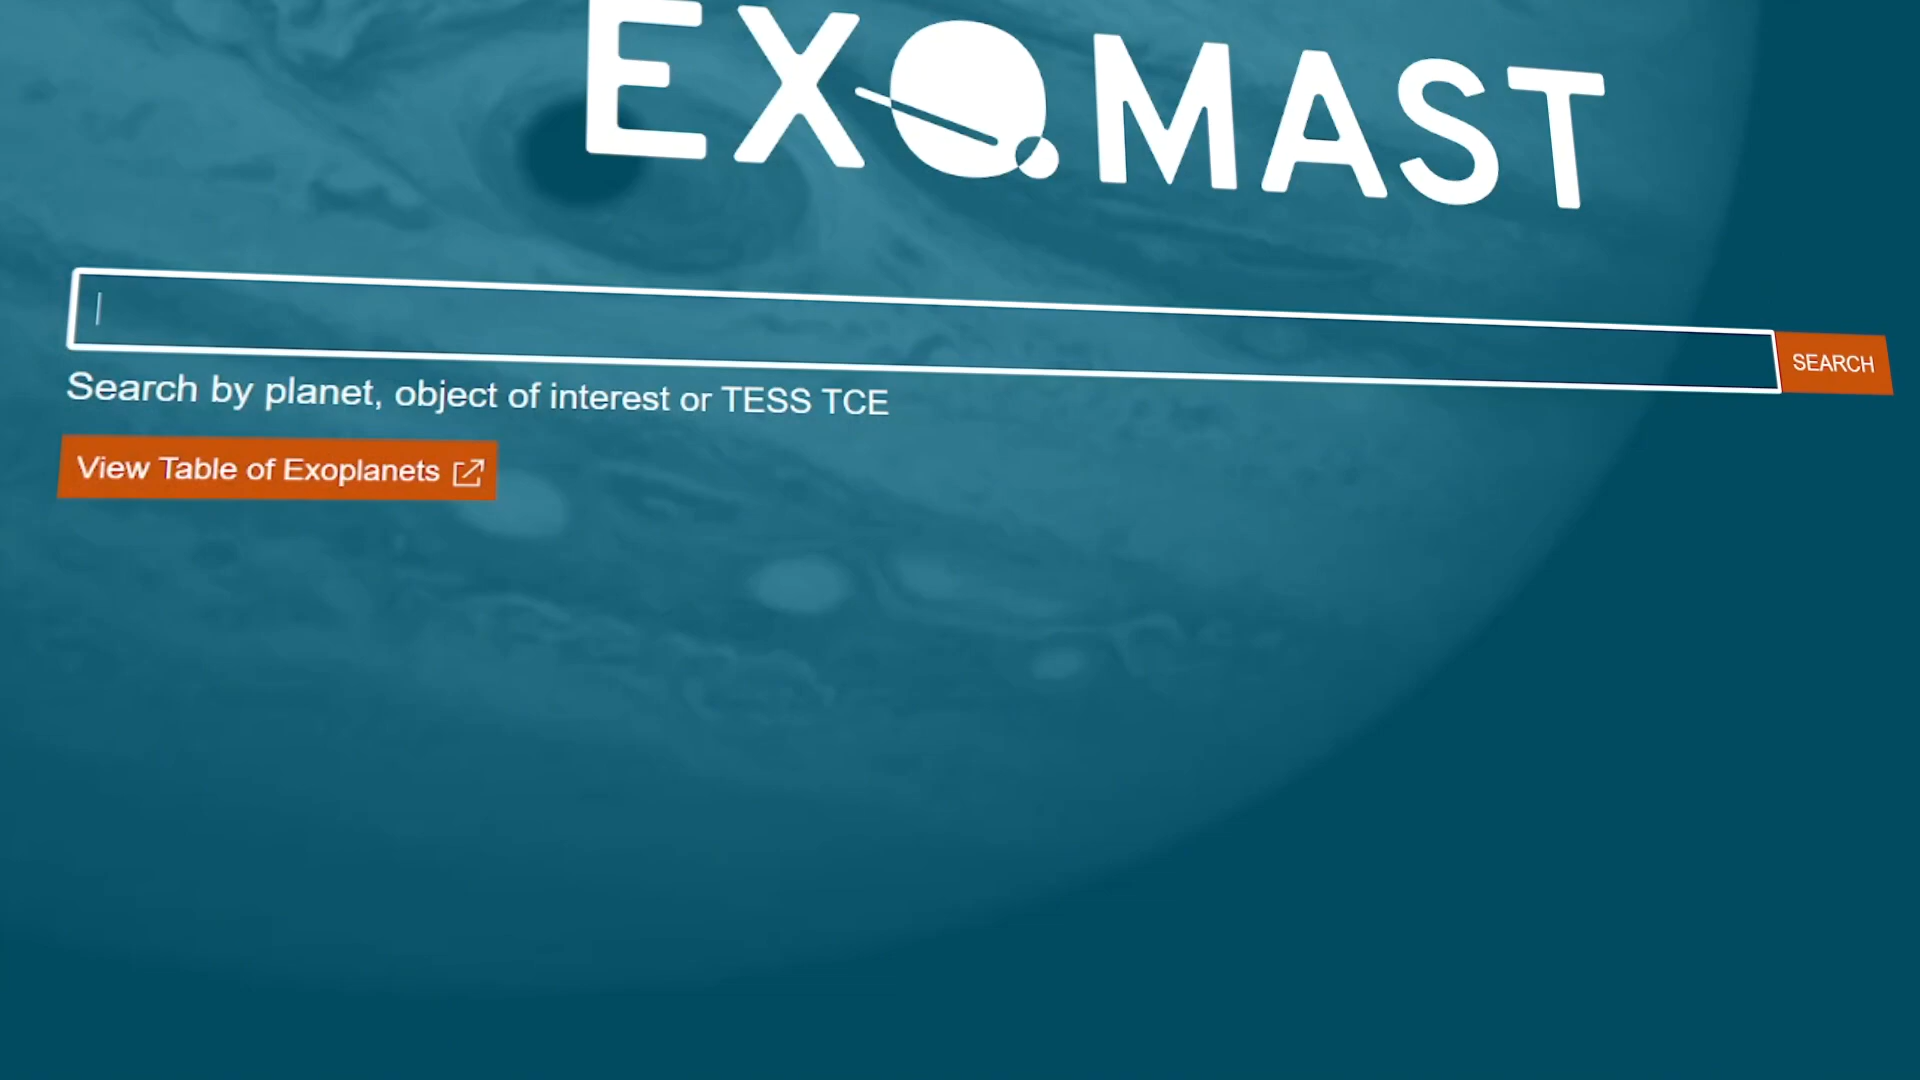 EXOMAST
SEARCH
Search by planet, object of interest or TESS TCE
View Table of Exoplanets